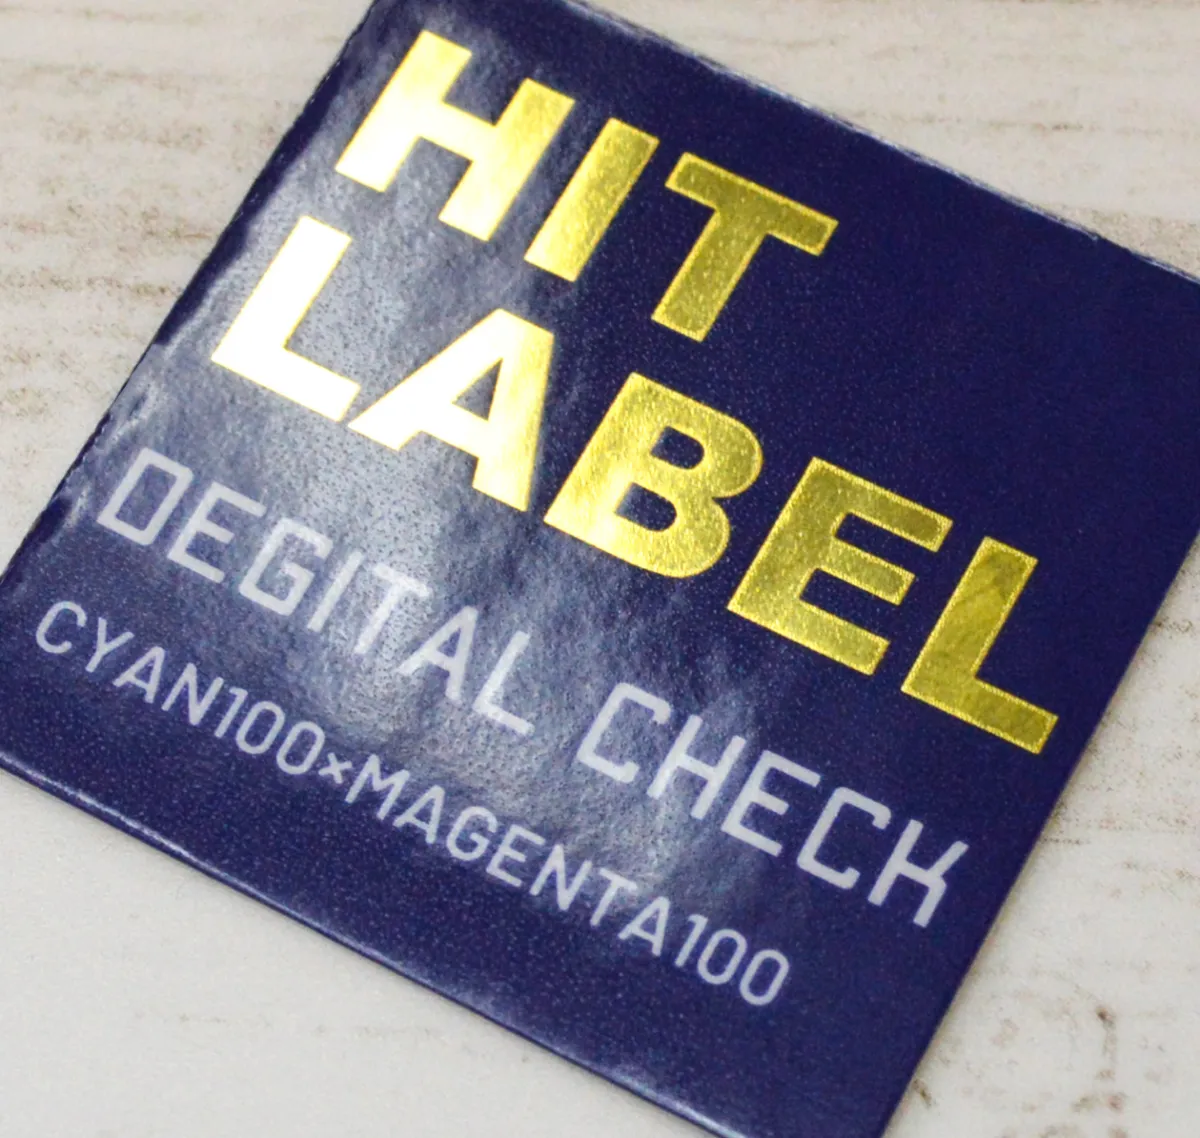 HIT
LABEL
DEGITAL CHECK
CYAN100×MAGENTA100